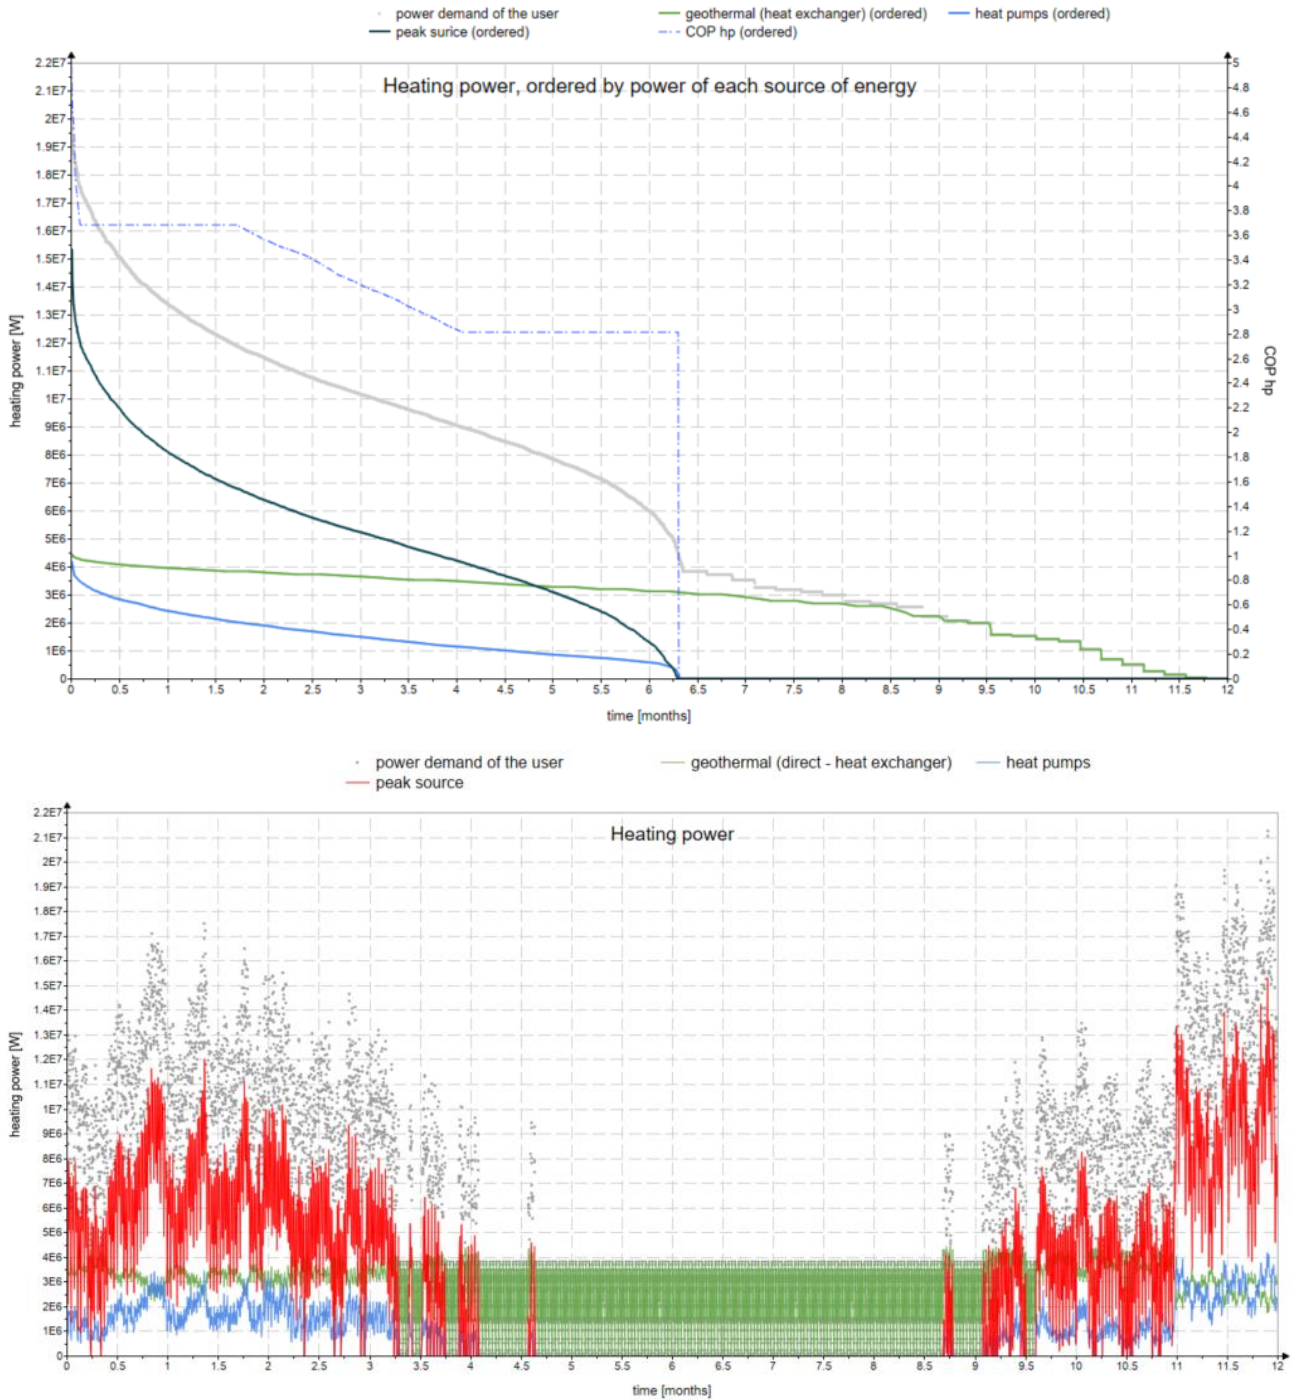 power demand of the user geothermal (heat exchanger) (ordered) heat pumps (ordered)
peak surice (ordered) COP hp (ordered)
Heating power, ordered by power of each source of energy
2.2E7 5
2.1E7 4.8
2E7 4.6
1.9E7 4.4
1.8E7 4.2
1.7E7 4
1.6E7 3.8
1.5E7 3.6
1.4E7 3.4
1.3E7 3.2
1.2E7 3
1.1E7 2.8
1E7 2.6
9E6 2.4
8E6 2.2
7E6 2
6E6 1.8
5E6 1.6
4E6 1.4
3E6 1.2
2E6 1
1E6 0.8
0 0.6
0.4
0.2
0
heating power [W]
COP hp
0 0.5 1 1.5 2 2.5 3 3.5 4 4.5 5 5.5 6 6.5 7 7.5 8 8.5 9 9.5 10 10.5 11 11.5 12
time [months]
power demand of the user geothermal (direct - heat exchanger) heat pumps
peak source
Heating power
2.2E7
2.1E7
2E7
1.9E7
1.8E7
1.7E7
1.6E7
1.5E7
1.4E7
1.3E7
1.2E7
1.1E7
1E7
9E6
8E6
7E6
6E6
5E6
4E6
3E6
2E6
1E6
0
heating power [W]
0 0.5 1 1.5 2 2.5 3 3.5 4 4.5 5 5.5 6 6.5 7 7.5 8 8.5 9 9.5 10 10.5 11 11.5 12
time [months]